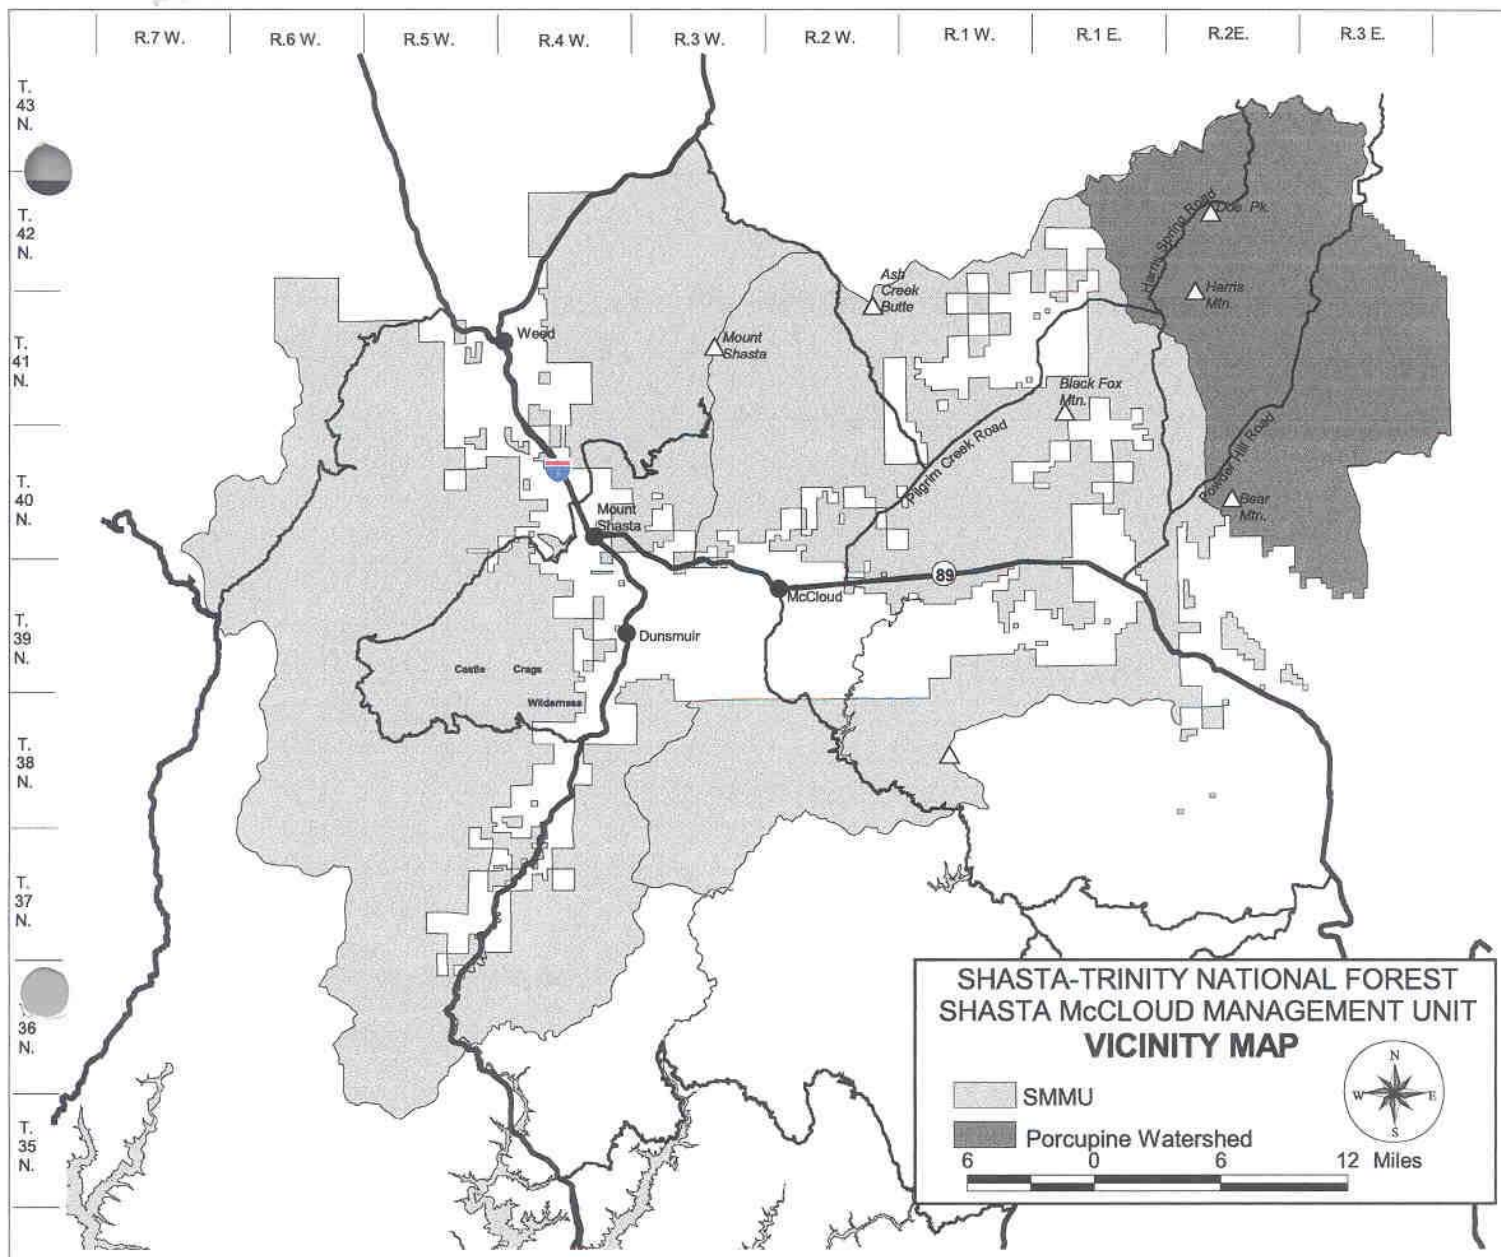 R.7 W. R.6 W. R.5 W. R.4 W. R.3 W. R.2 W. R.1 W. R.1 E. R.2E. R.3 E.
T.
43
N.
T.
42
N.
T.
41
N.
T.
40
N.
T.
39
N.
T.
38
N.
T.
37
N.
36
N.
T.
35
N.
Harris Spring Road
Doe Pk.
Ash
Creek
Butte
Harris
Mtn.
Weed
Mount
Shasta
Black Fox
Mtn.
Pilgrim Creek Road
Powder Hill Road
Bear
Mtn.
Mount
Shasta
89
McCloud
Dunsmuir
Castle Crags
Wilderness
SHASTA-TRINITY NATIONAL FOREST
SHASTA McCLOUD MANAGEMENT UNIT
VICINITY MAP
N
W E
S
SMMU
Porcupine Watershed
6 0 6 12 Miles